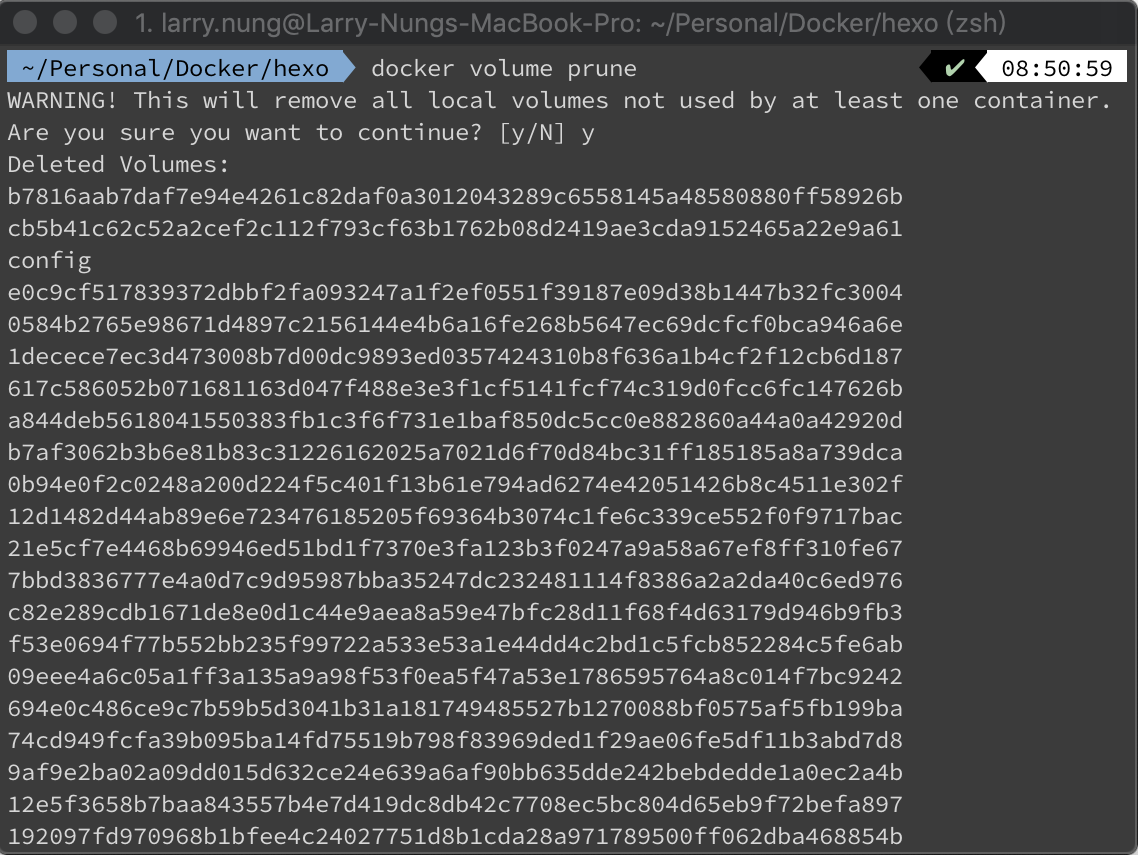 1. larry.nung@Larry-Nungs-MacBook-Pro: ~/Personal/Docker/hexo (zsh)
~/Personal/Docker/hexo docker volume prune ✔ 08:50:59
WARNING! This will remove all local volumes not used by at least one container.
Are you sure you want to continue? [y/N] y
Deleted Volumes:
b7816aab7daf7e94e4261c82daf0a3012043289c6558145a48580880ff58926b
cb5b41c62c52a2cef2c112f793cf63b1762b08d2419ae3cda9152465a22e9a61
config
e0c9cf517839372dbbf2fa093247a1f2ef0551f39187e09d38b1447b32fc3004
0584b2765e98671d4897c2156144e4b6a16fe268b5647ec69dcfcf0bca946a6e
1decece7ec3d473008b7d00dc9893ed0357424310b8f636a1b4cf2f12cb6d187
617c586052b071681163d047f488e3e3f1cf5141fcf74c319d0fcc6fc147626b
a844deb5618041550383fb1c3f6f731e1baf850dc5cc0e882860a44a0a42920d
b7af3062b3b6e81b83c31226162025a7021d6f70d84bc31ff185185a8a739dca
0b94e0f2c0248a200d224f5c401f13b61e794ad6274e42051426b8c4511e302f
12d1482d44ab89e6e723476185205f69364b3074c1fe6c339ce552f0f9717bac
21e5cf7e4468b69946ed51bd1f7370e3fa123b3f0247a9a58a67ef8ff310fe67
7bbd3836777e4a0d7c9d95987bba35247dc232481114f8386a2a2da40c6ed976
c82e289cdb1671de8e0d1c44e9aea8a59e47bfc28d11f68f4d63179d946b9fb3
f53e0694f77b552bb235f99722a533e53a1e44dd4c2bd1c5fcb852284c5fe6ab
09eee4a6c05a1ff3a135a9a98f53f0ea5f47a53e1786595764a8c014f7bc9242
694e0c486ce9c7b59b5d3041b31a181749485527b1270088bf0575af5fb199ba
74cd949fcfa39b095ba14fd75519b798f83969ded1f29ae06fe5df11b3abd7d8
9af9e2ba02a09dd015d632ce24e639a6af90bb635dde242bebdedde1a0ec2a4b
12e5f3658b7baa843557b4e7d419dc8db42c7708ec5bc804d65eb9f72befa897
192097fd970968b1bfee4c24027751d8b1cda28a971789500ff062dba468854b